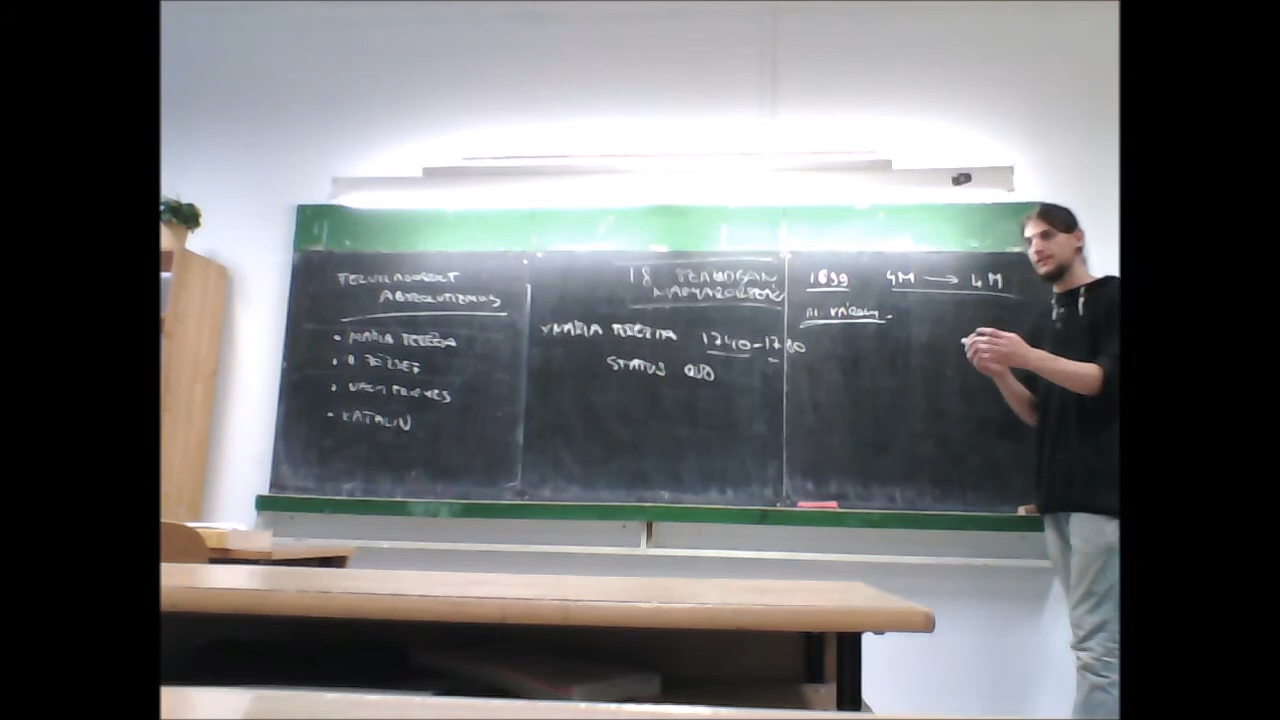 FELVILÁGOSULT
ABSZOLUTIZMUS
• MÁRIA TERÉZIA
• II. JÓZSEF
• NAGY FRIGYES
• KATALIN
18. SZÁZADBAN
MAGYARORSZÁG
MÁRIA TERÉZIA 1740-1780
STATUS QUO
1699 4M → 4M